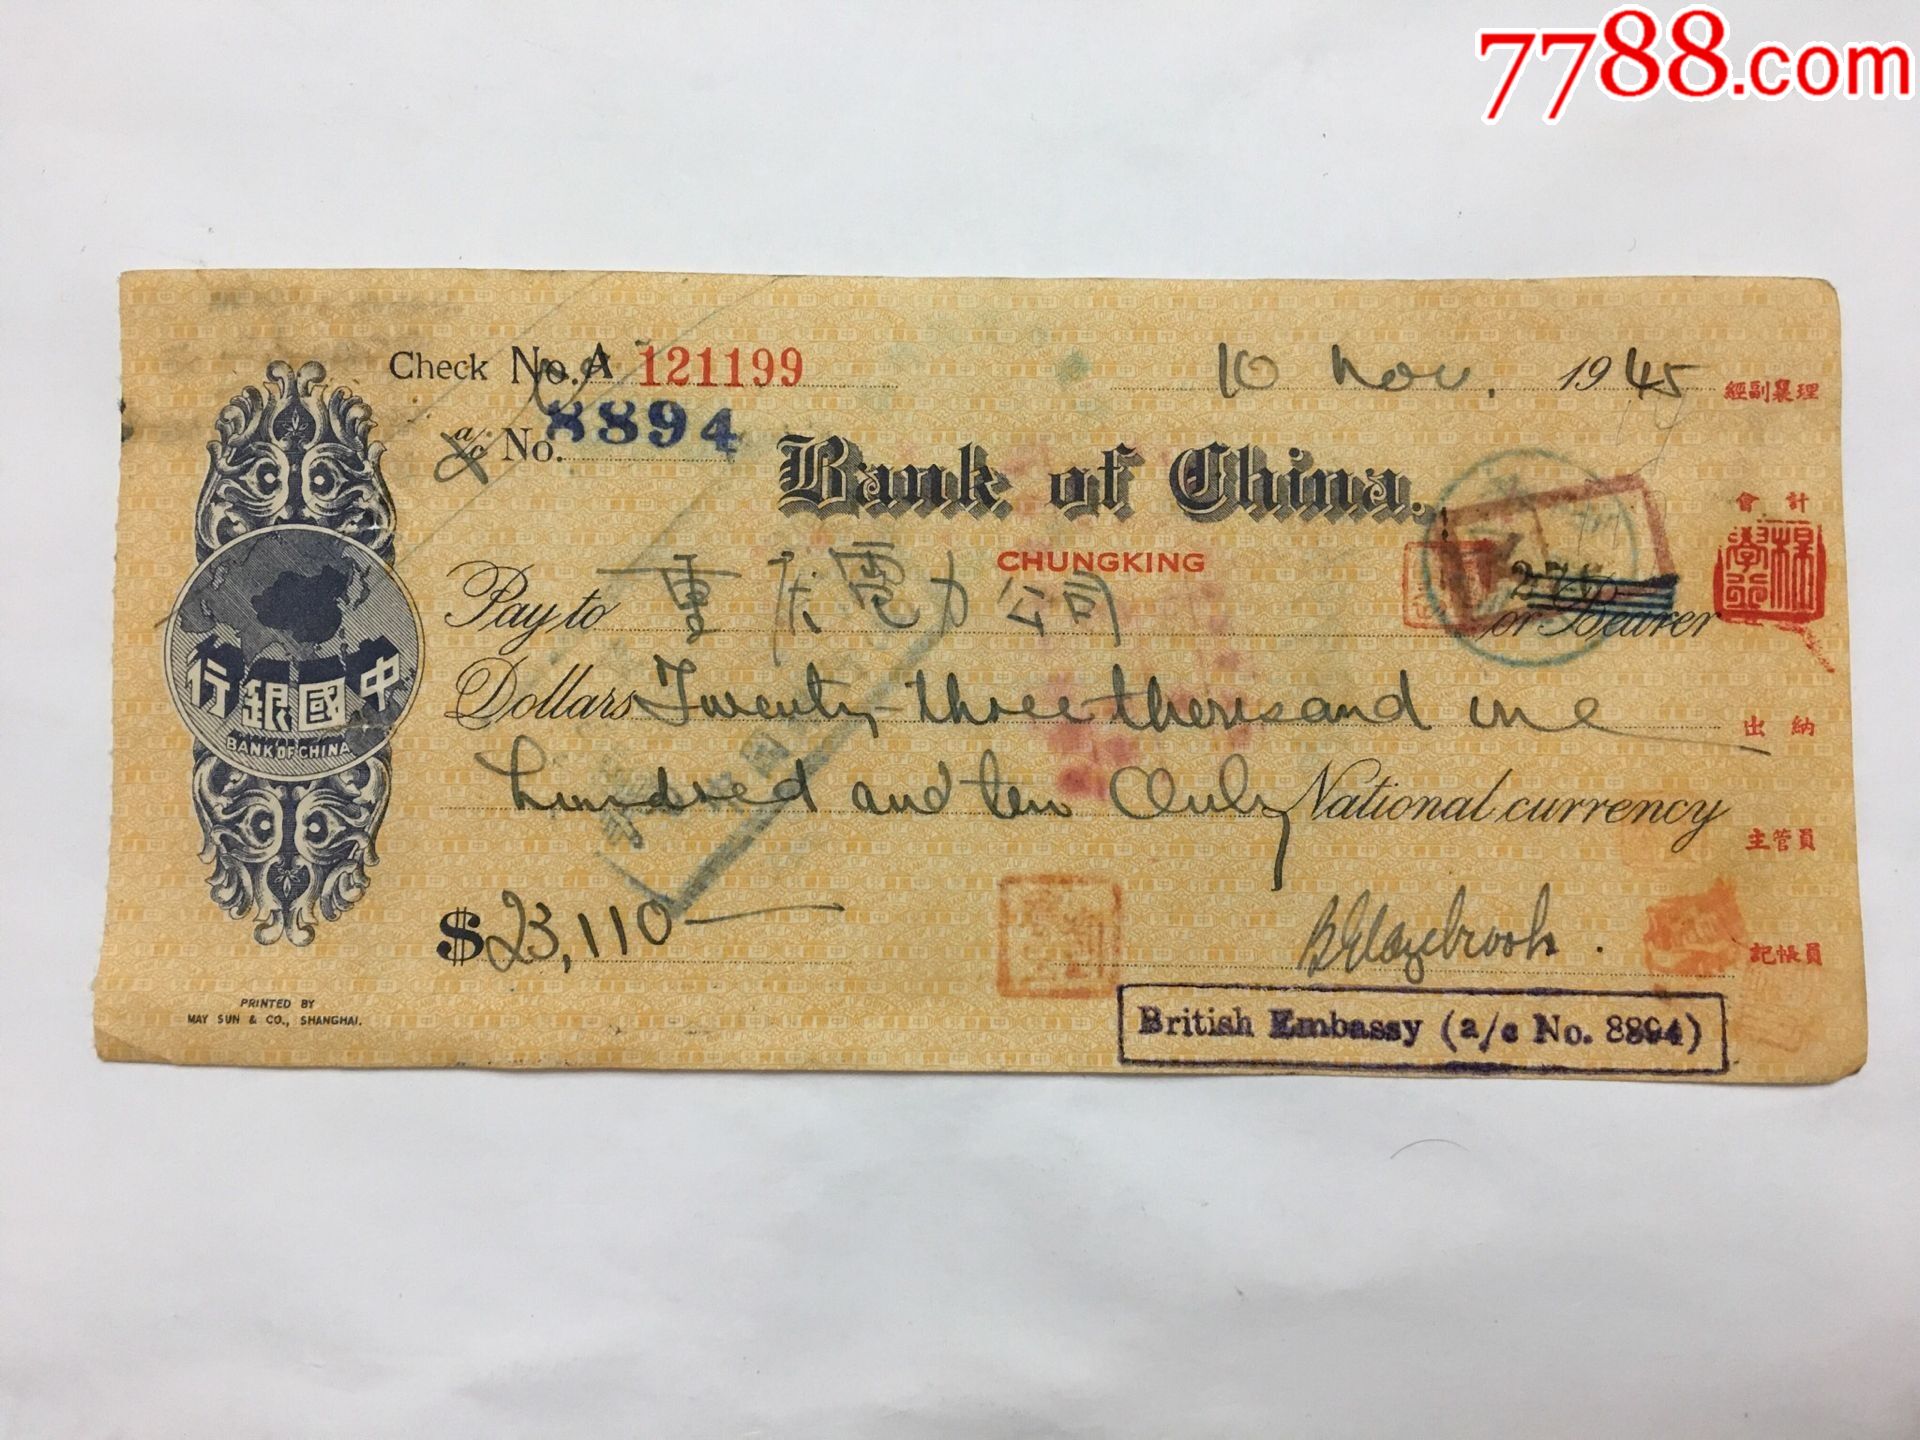 7788.com
Check No. A 121199
10 Nov. 1945
經副襄理
a/c No. 8894
Bank of China.
會計
CHUNGKING
Pay to 重庆電力公司 or Bearer
中國銀行
BANK OF CHINA
Dollars Twenty-three thousand one
出納
hundred and ten Only National currency
主管員
$23,110
記帳員
PRINTED BY
MAY SUN & CO., SHANGHAI.
British Embassy (a/c No. 8894)